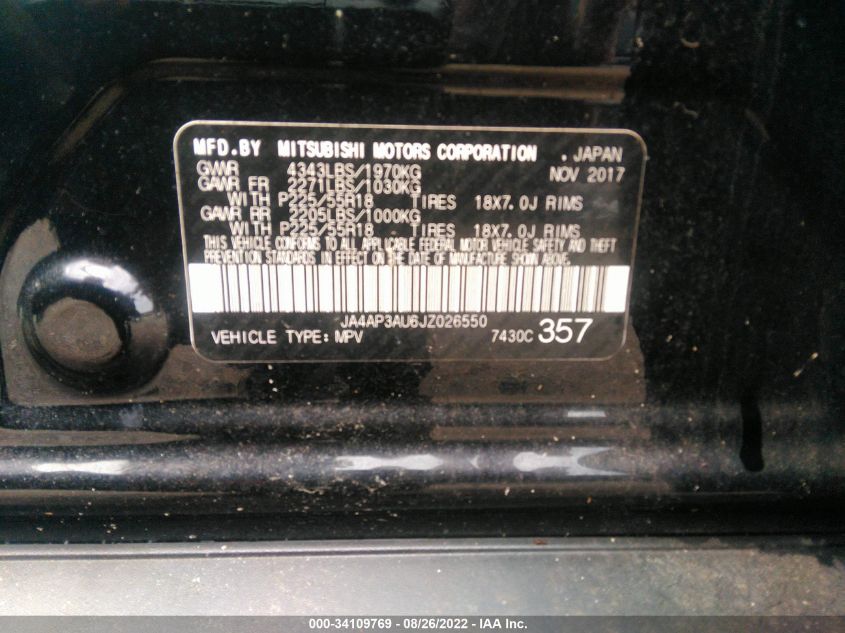 MFD.BY MITSUBISHI MOTORS CORPORATION . JAPAN
GVWR 4343LBS/1970KG NOV 2017
GAWR FR 2271LBS/1030KG
WITH P225/55R18 TIRES 18X7.0J RIMS
GAWR RR 2205LBS/1000KG
WITH P225/55R18 TIRES 18X7.0J RIMS
THIS VEHICLE CONFORMS TO ALL APPLICABLE FEDERAL MOTOR VEHICLE SAFETY AND THEFT
PREVENTION STANDARDS IN EFFECT ON THE DATE OF MANUFACTURE SHOWN ABOVE.
JA4AP3AU6JZ026550
VEHICLE TYPE: MPV 7430C 357
000-34109769 - 08/26/2022 - IAA Inc.